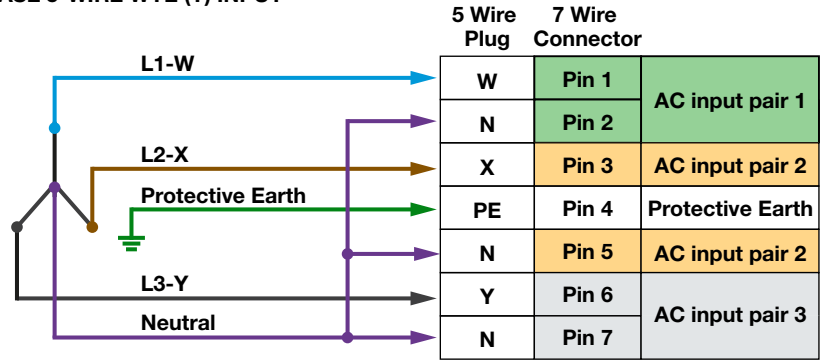 5 Wire Plug
7 Wire Connector
L1-W
W
Pin 1
AC input pair 1
N
Pin 2
L2-X
X
Pin 3
AC input pair 2
Protective Earth
PE
Pin 4
Protective Earth
N
Pin 5
AC input pair 2
L3-Y
Y
Pin 6
AC input pair 3
Neutral
N
Pin 7